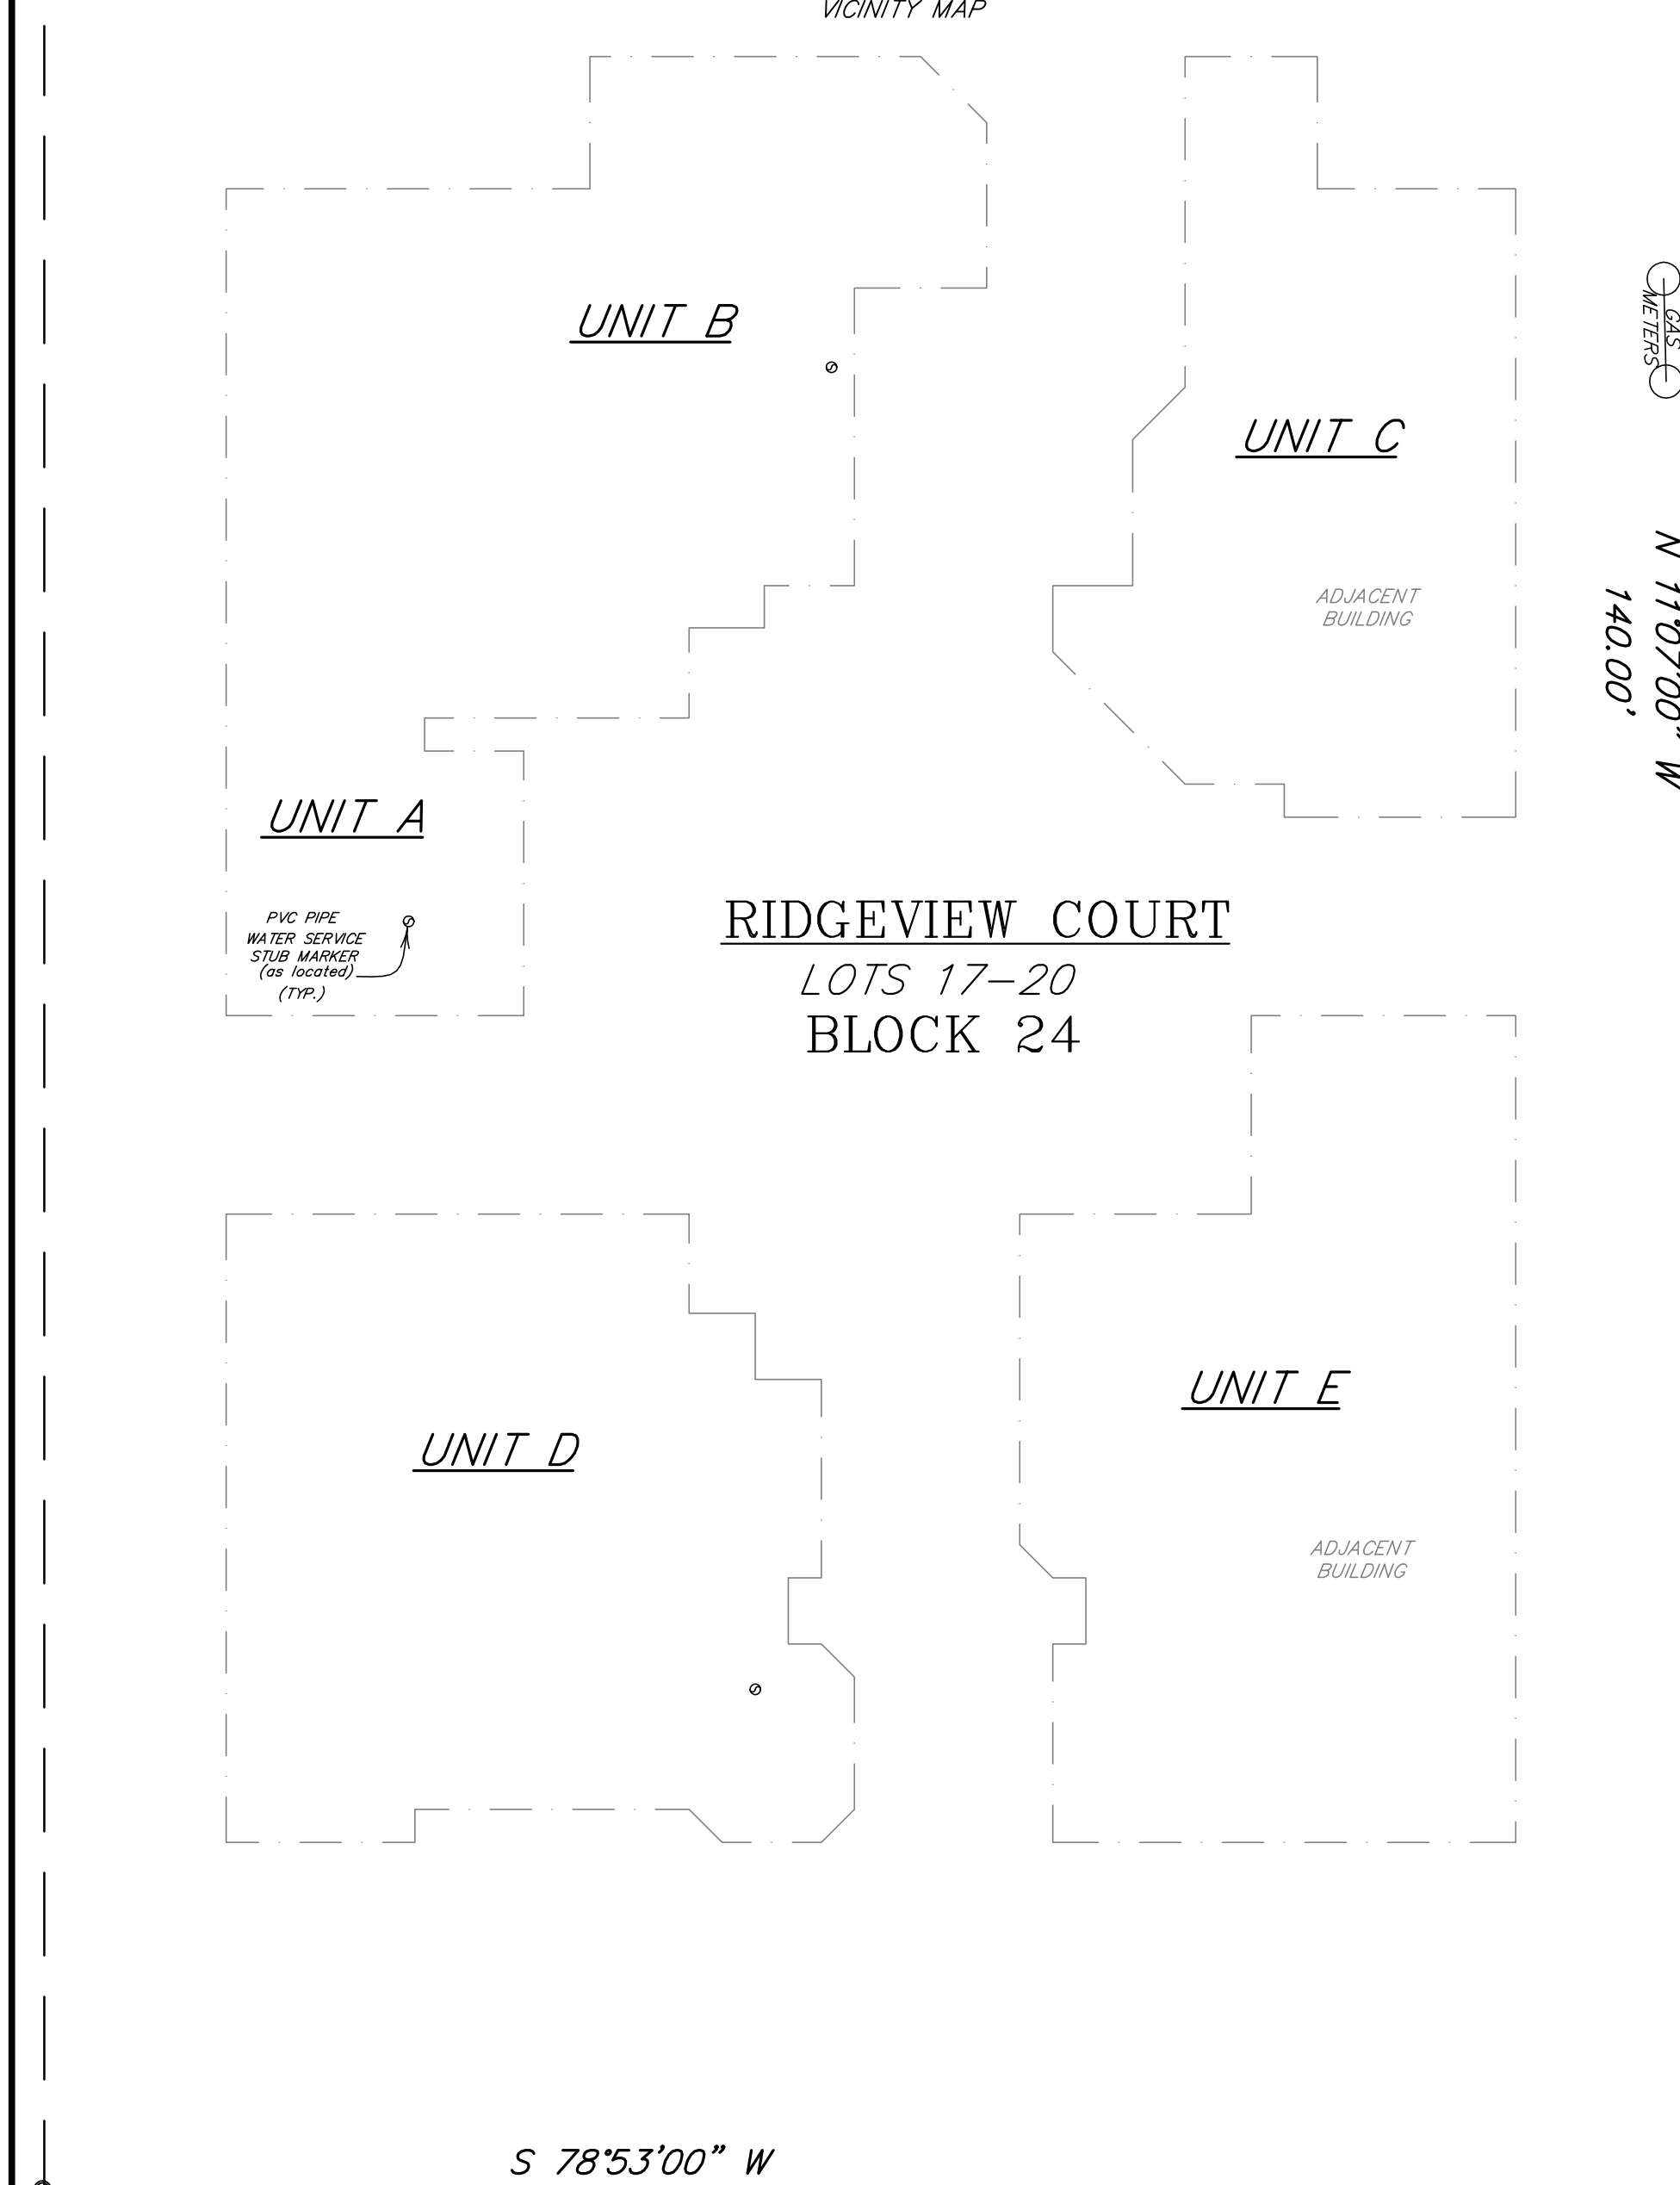 VICINITY MAP
UNIT B
GAS
METERS
UNIT C
N 11°07'00" W
140.00'
ADJACENT
BUILDING
UNIT A
PVC PIPE
WATER SERVICE
STUB MARKER
(as located)
(TYP.)
RIDGEVIEW COURT
LOTS 17-20
BLOCK 24
UNIT D
UNIT E
ADJACENT
BUILDING
S 78°53'00" W